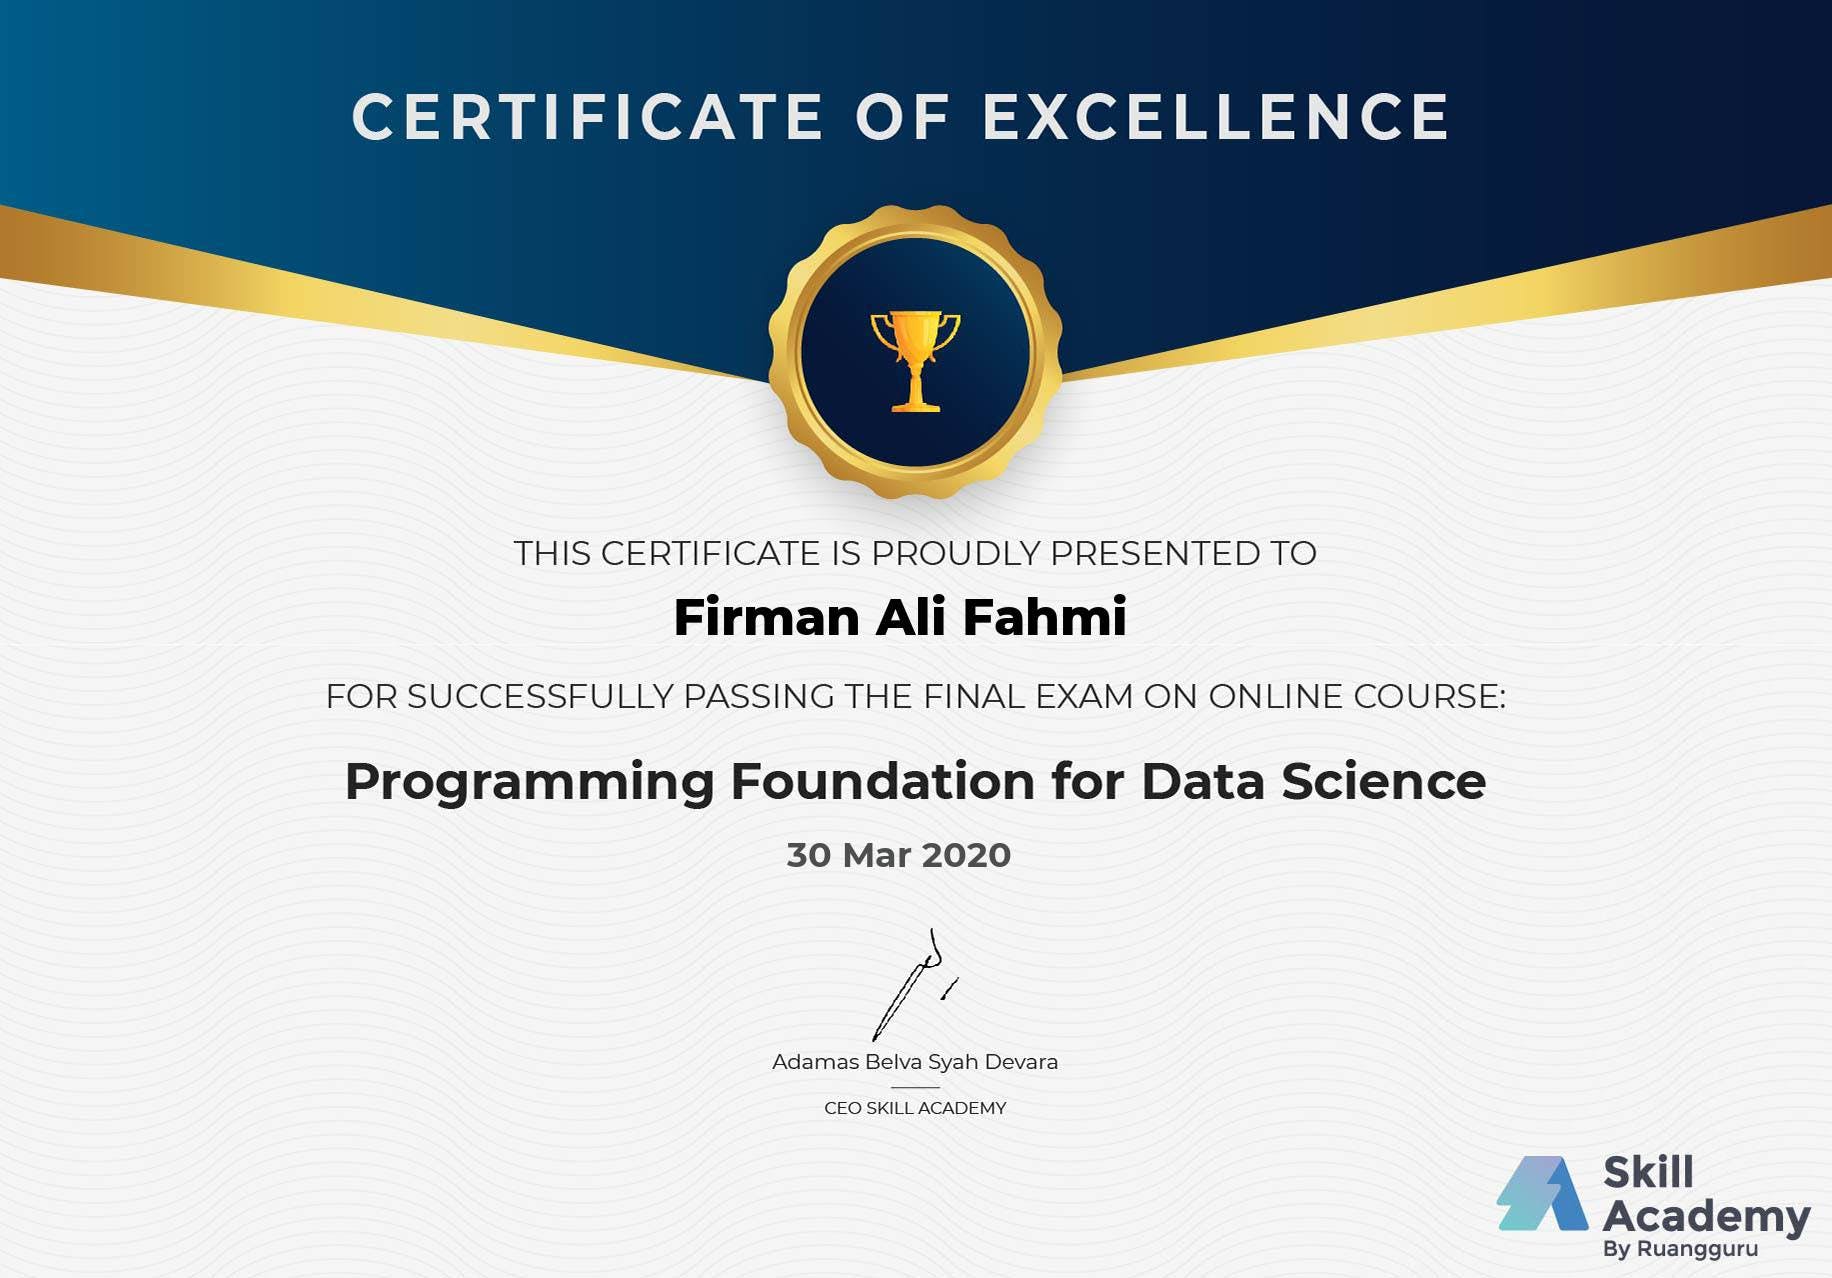 CERTIFICATE OF EXCELLENCE
THIS CERTIFICATE IS PROUDLY PRESENTED TO
Firman Ali Fahmi
FOR SUCCESSFULLY PASSING THE FINAL EXAM ON ONLINE COURSE:
Programming Foundation for Data Science
30 Mar 2020
Adamas Belva Syah Devara
CEO SKILL ACADEMY
Skill
Academy
By Ruangguru